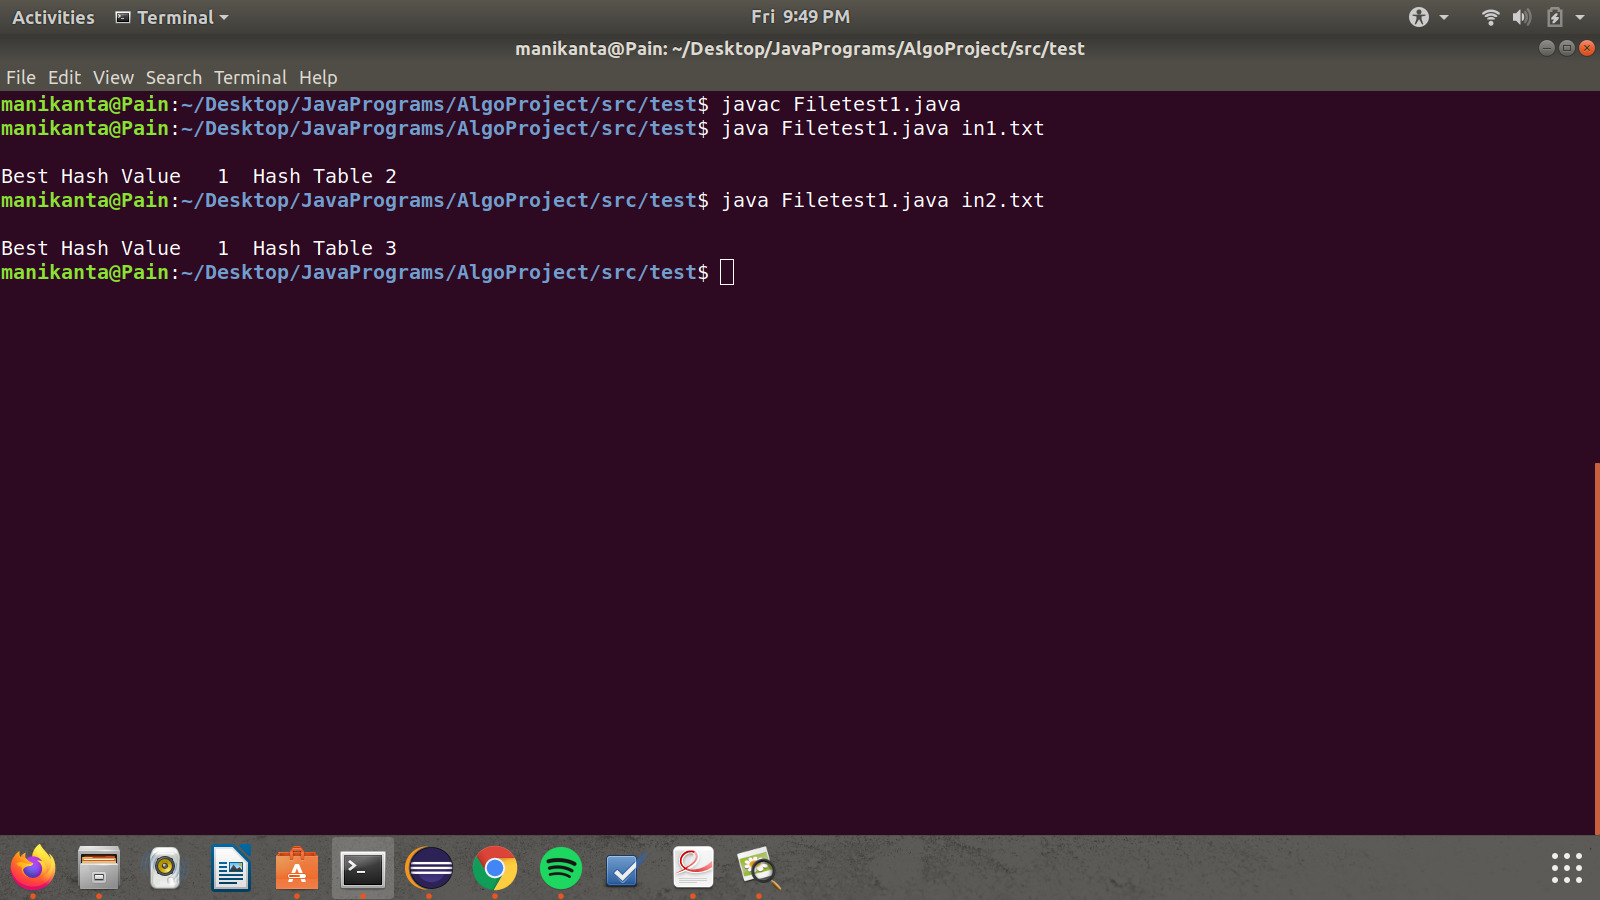 Activities Terminal Fri 9:49 PM
manikanta@Pain: ~/Desktop/JavaPrograms/AlgoProject/src/test
File Edit View Search Terminal Help
manikanta@Pain:~/Desktop/JavaPrograms/AlgoProject/src/test$ javac Filetest1.java
manikanta@Pain:~/Desktop/JavaPrograms/AlgoProject/src/test$ java Filetest1.java in1.txt
Best Hash Value   1  Hash Table 2
manikanta@Pain:~/Desktop/JavaPrograms/AlgoProject/src/test$ java Filetest1.java in2.txt
Best Hash Value   1  Hash Table 3
manikanta@Pain:~/Desktop/JavaPrograms/AlgoProject/src/test$